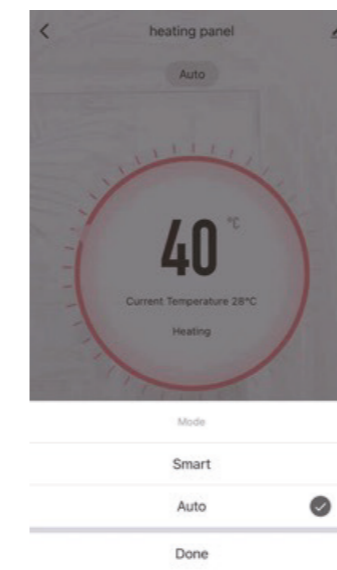 heating panel
Auto
40 °C
Current Temperature 28°C
Heating
Mode
Smart
Auto
Done